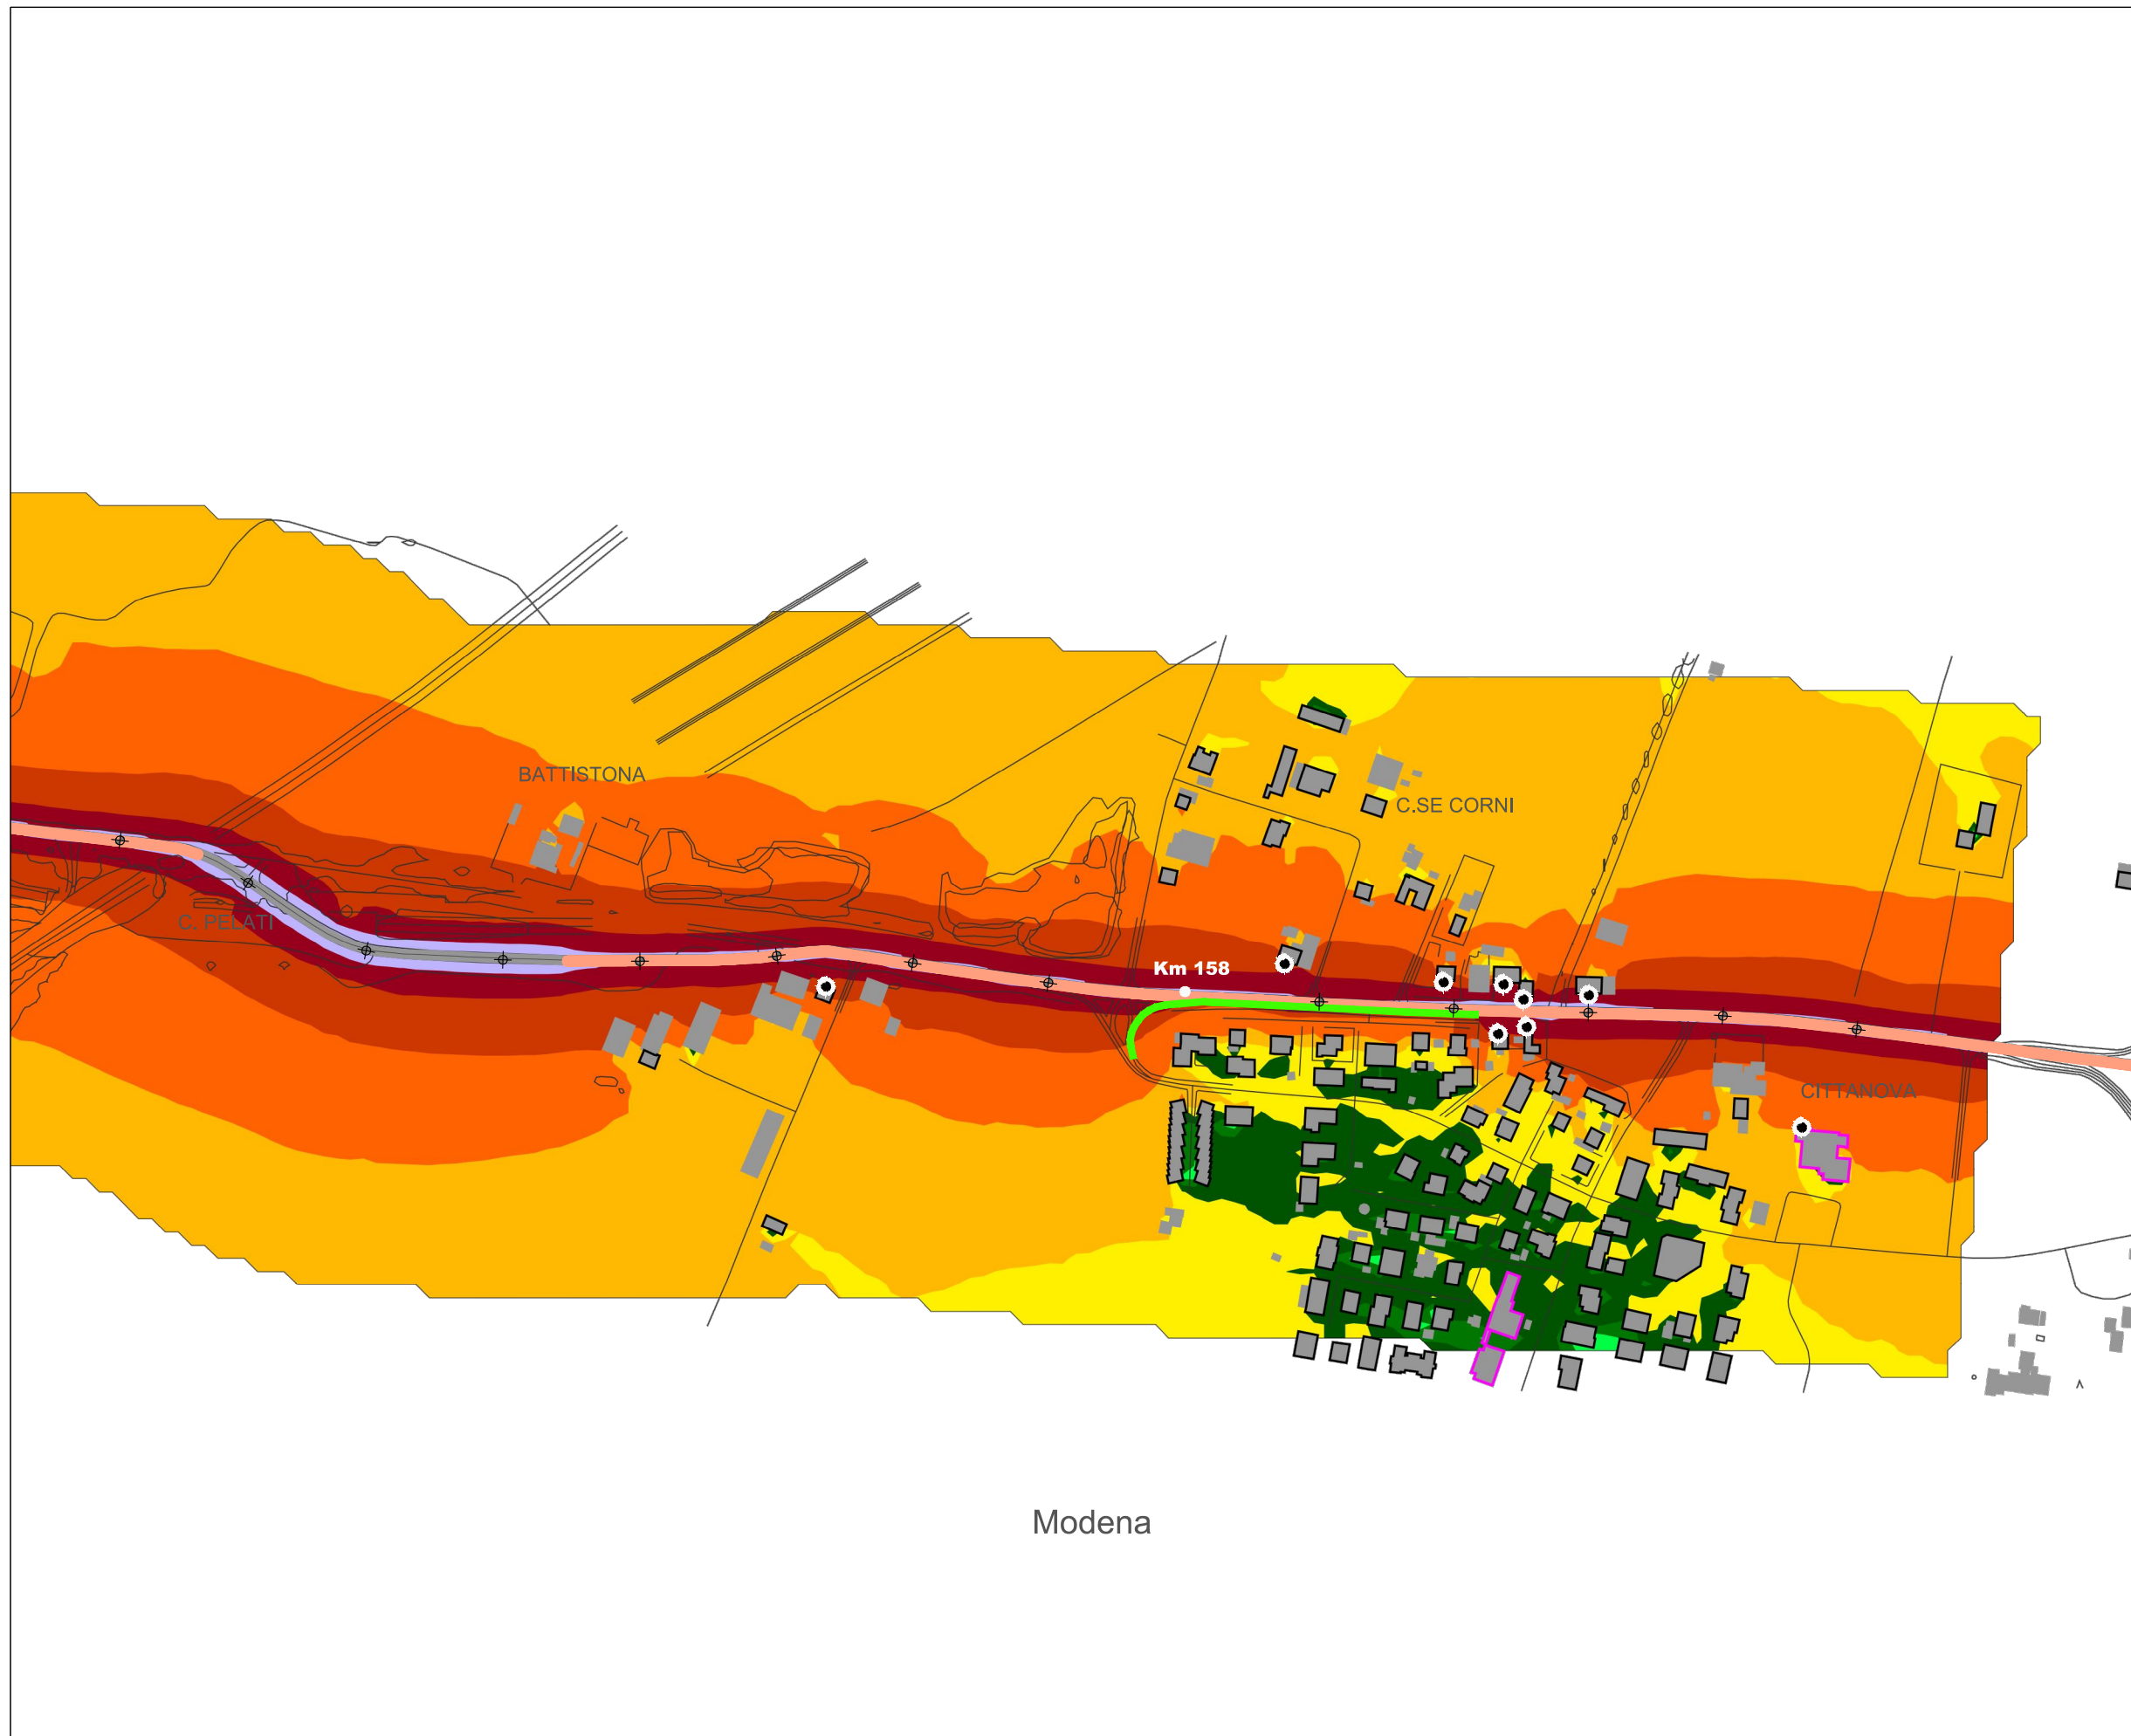 BATTISTONA
C.SE CORNI
C. PELATI
Km 158
CITTANOVA
Modena